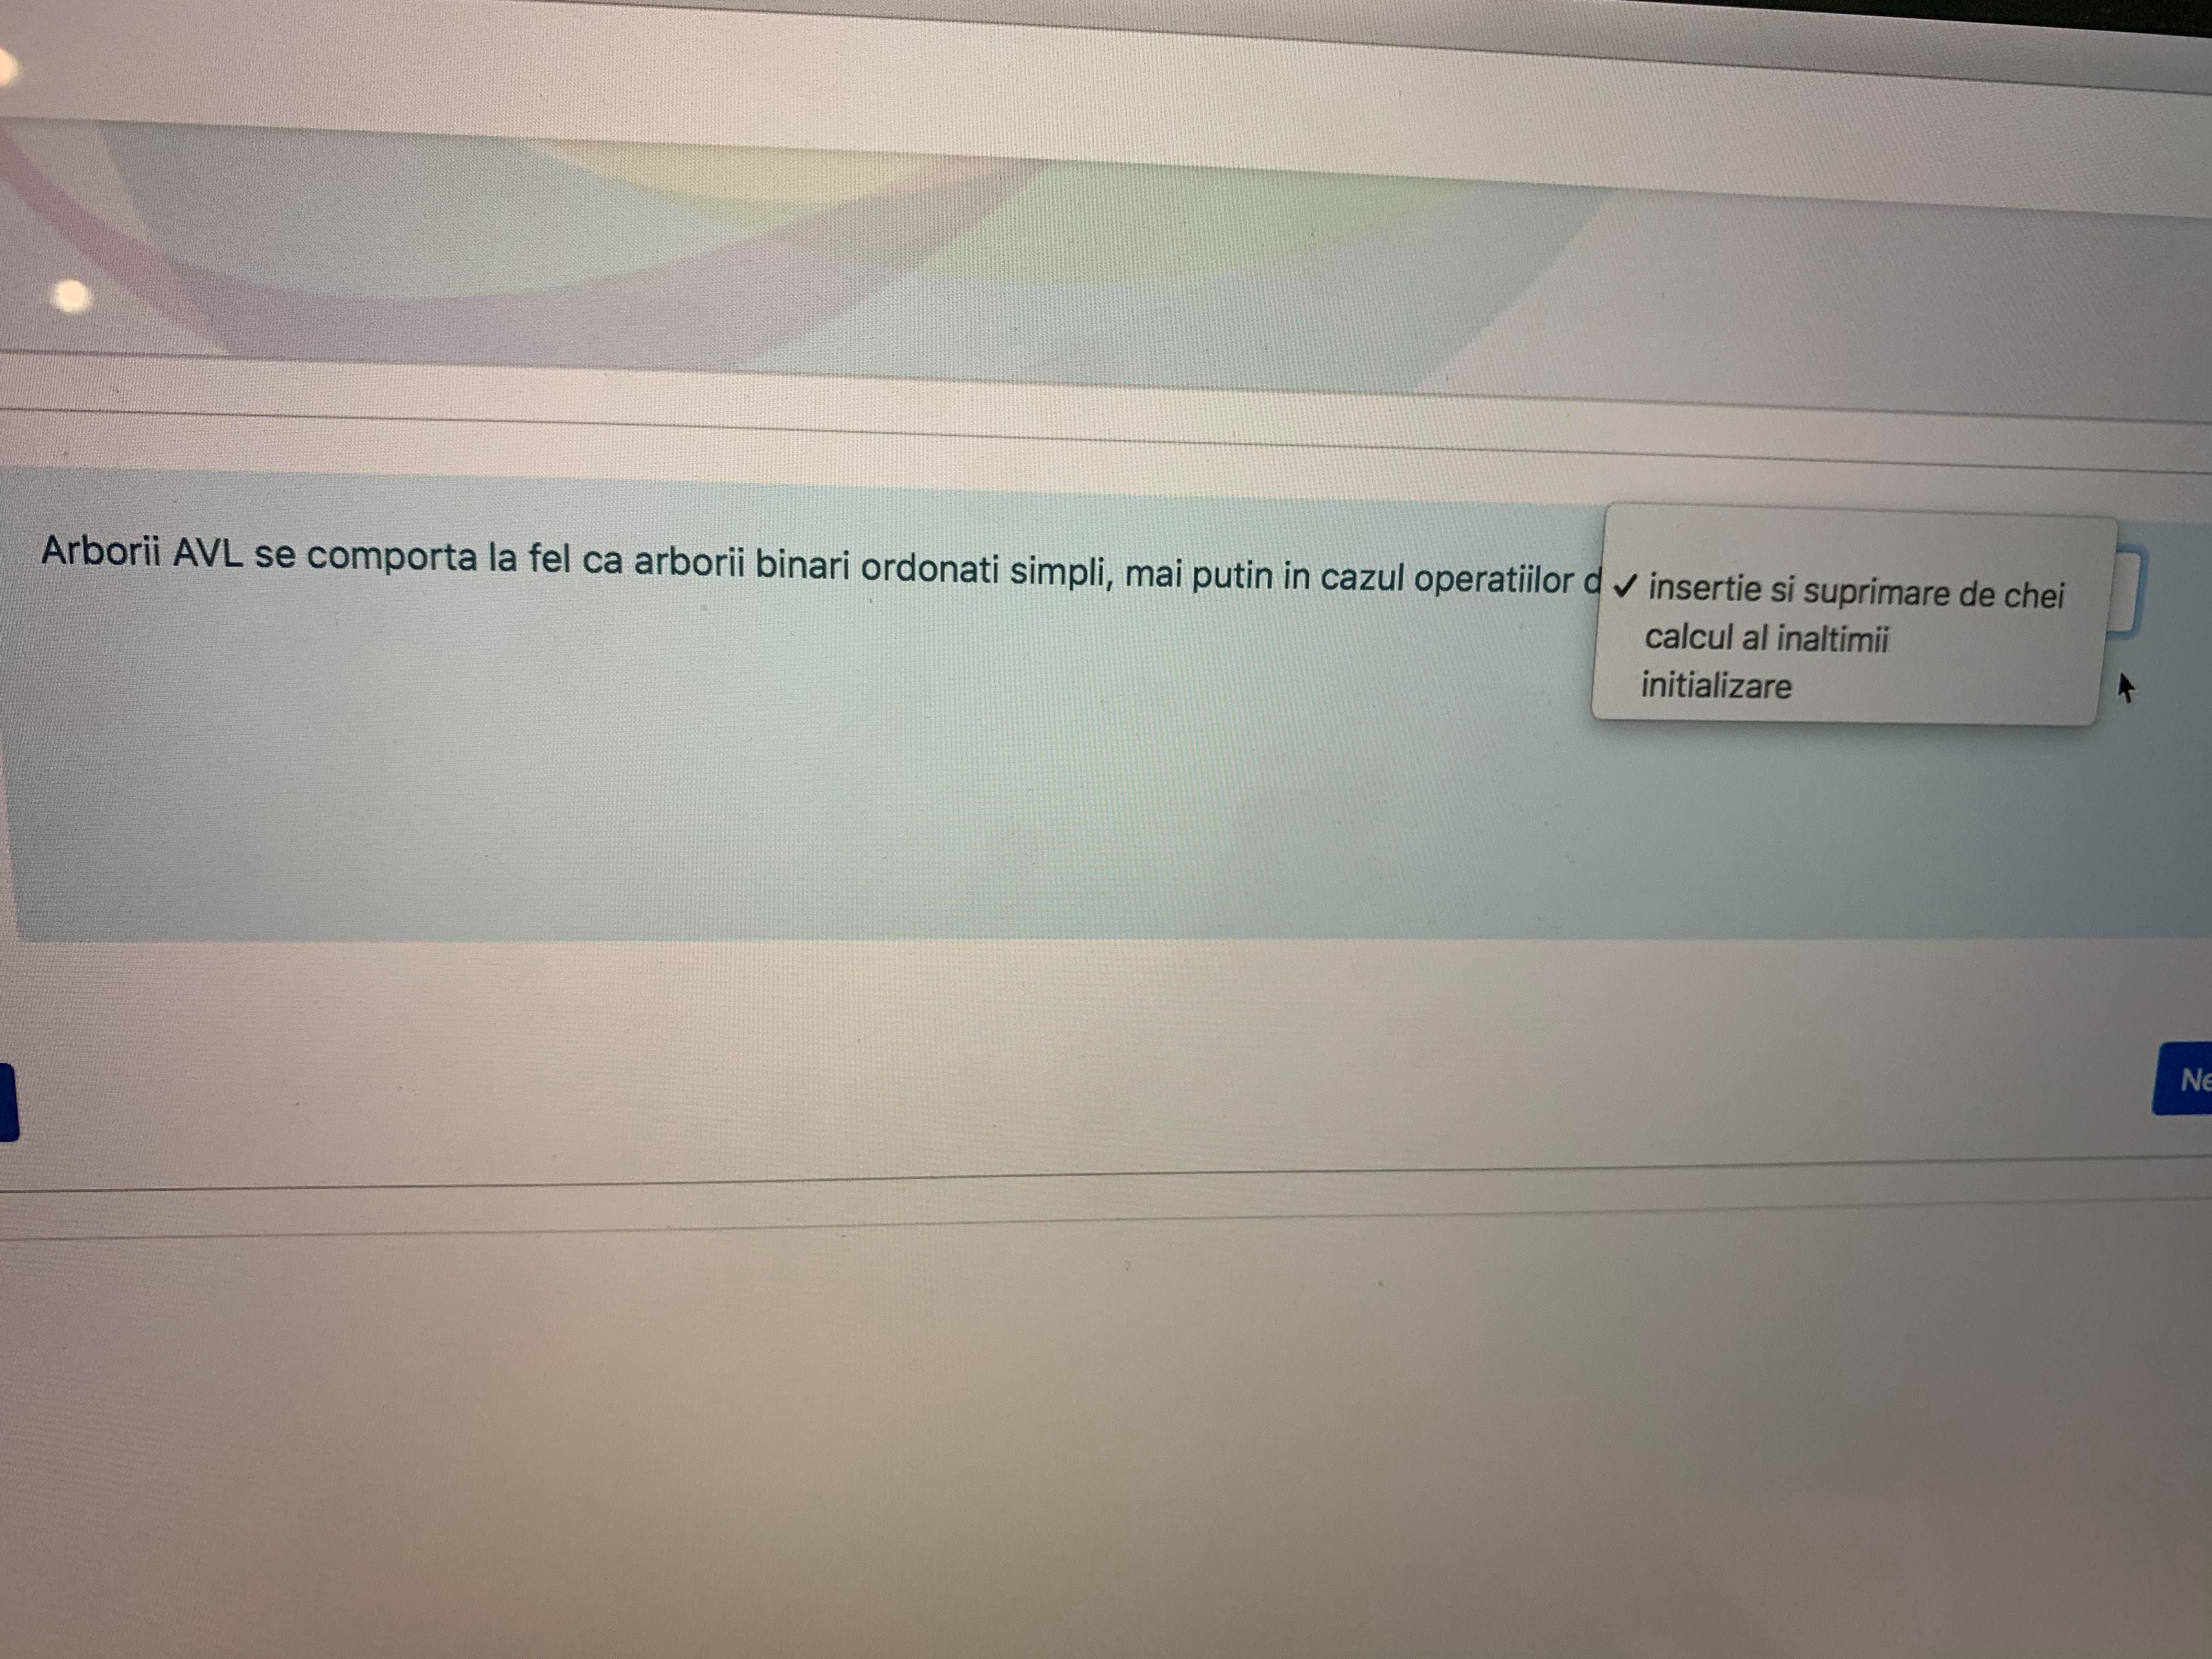 Arborii AVL se comporta la fel ca arborii binari ordonati simpli, mai putin in cazul operatiilor d ✓ insertie si suprimare de chei
calcul al inaltimii
initializare
Ne